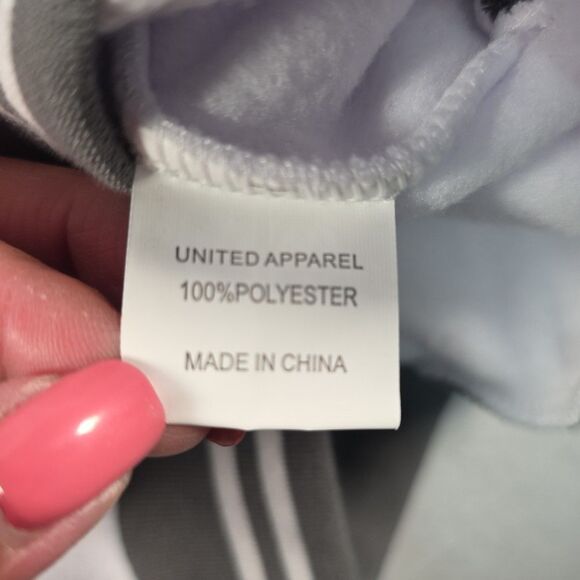 UNITED APPAREL
100%POLYESTER
MADE IN CHINA